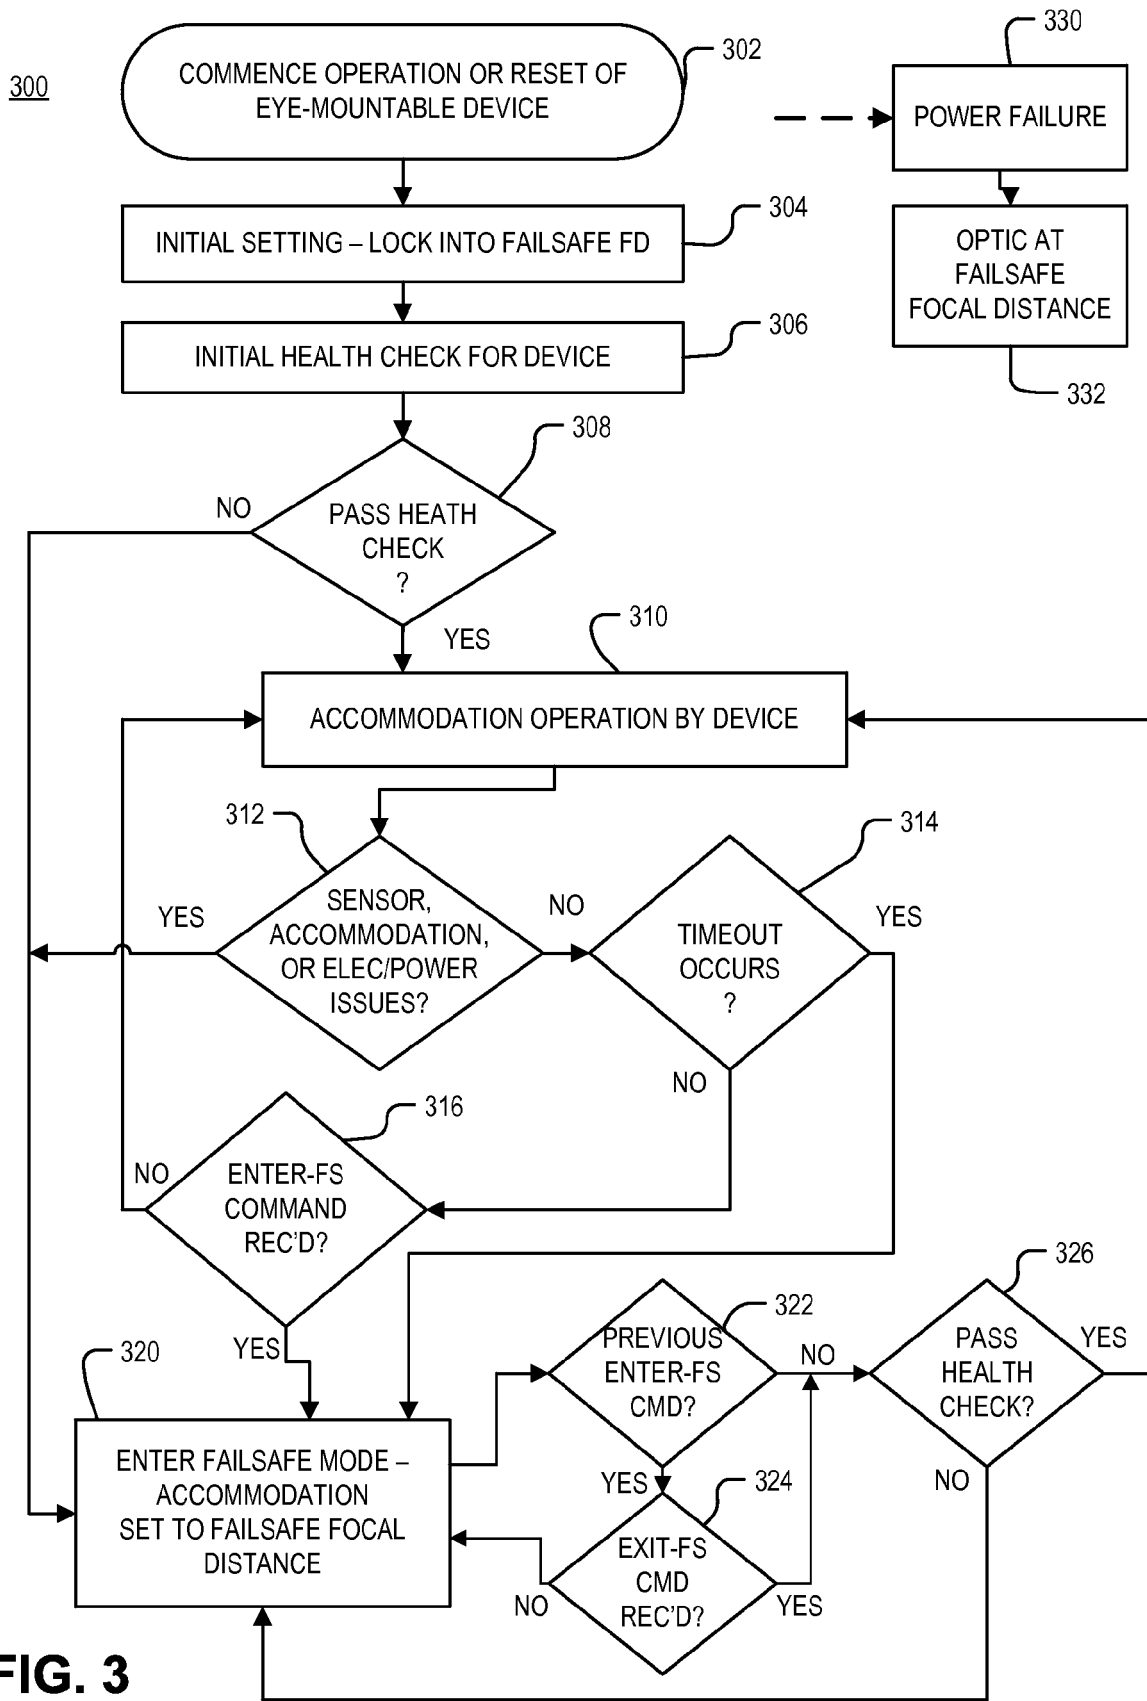 300
COMMENCE OPERATION OR RESET OF
EYE-MOUNTABLE DEVICE
302
330
POWER FAILURE
INITIAL SETTING – LOCK INTO FAILSAFE FD
304
OPTIC AT
FAILSAFE
FOCAL DISTANCE
332
INITIAL HEALTH CHECK FOR DEVICE
306
308
NO
PASS HEATH
CHECK
?
YES
310
ACCOMMODATION OPERATION BY DEVICE
312
YES
SENSOR,
ACCOMMODATION,
OR ELEC/POWER
ISSUES?
NO
314
TIMEOUT
OCCURS
?
YES
NO
316
NO
ENTER-FS
COMMAND
REC'D?
YES
320
ENTER FAILSAFE MODE –
ACCOMMODATION
SET TO FAILSAFE FOCAL
DISTANCE
322
PREVIOUS
ENTER-FS
CMD?
NO
YES
324
EXIT-FS
CMD
REC'D?
NO
YES
326
PASS
HEALTH
CHECK?
YES
NO
FIG. 3